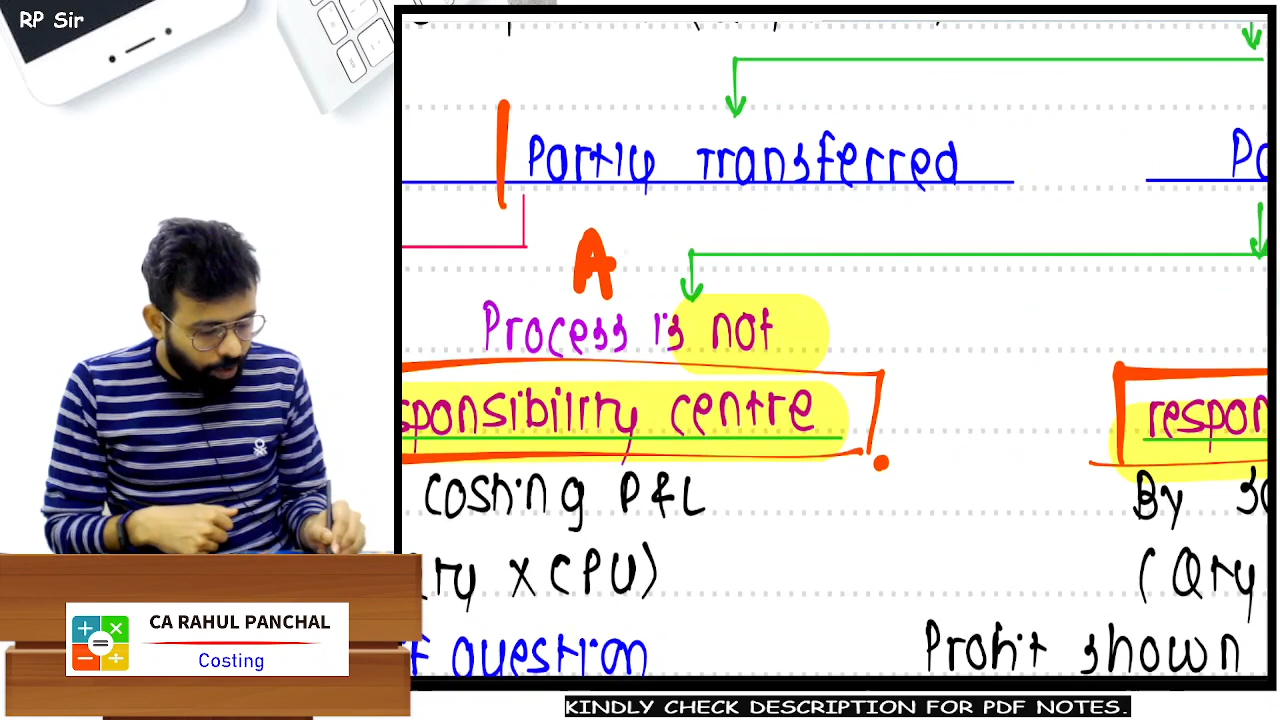 RP Sir
Partly Transferred
A
Process is not
sponsibility centre
respon
costing P&L
By
x CPU)
(Qty
question
Profit shown
CA RAHUL PANCHAL
Costing
KINDLY CHECK DESCRIPTION FOR PDF NOTES.